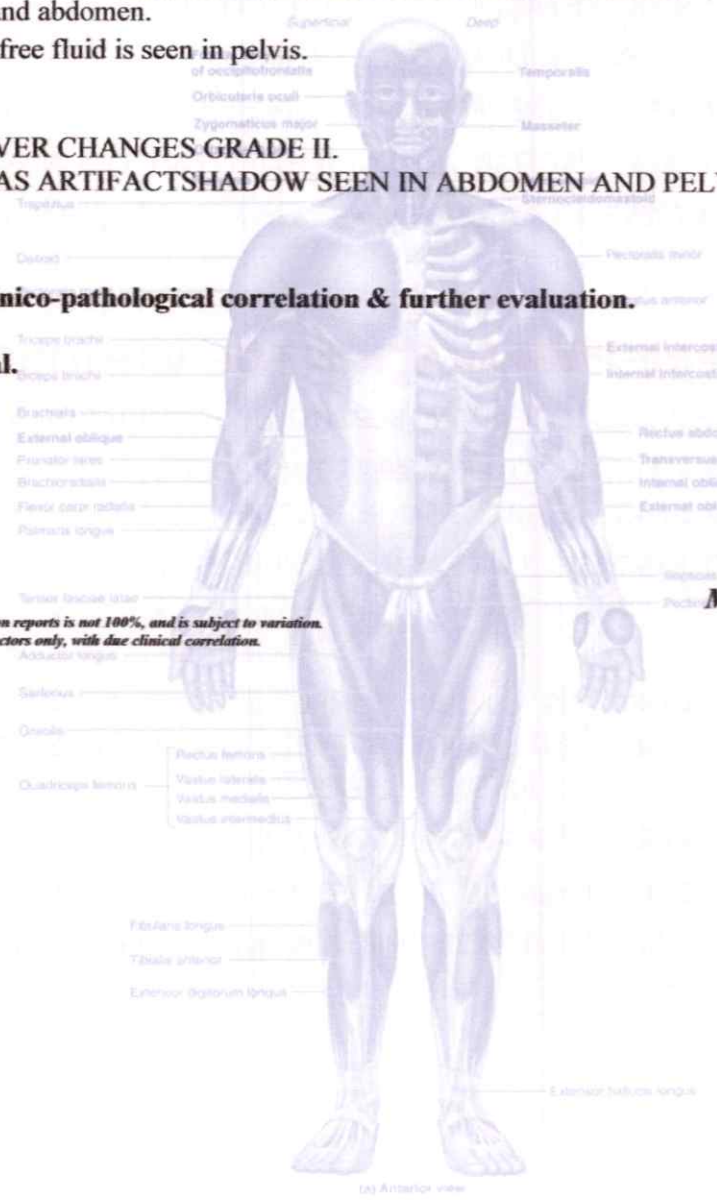 nd abdomen.
Superficial Deep
free fluid is seen in pelvis.
of occipitofrontalis Temporalis
Orbicularis oculi
Zygomaticus major Masseter
VER CHANGES GRADE II.
AS ARTIFACTSHADOW SEEN IN ABDOMEN AND PEL
Trapezius Sternocleidomastoid
Deltoid Pectoralis minor
nico-pathological correlation & further evaluation.
Triceps brachii External intercos
al.
Biceps brachii Internal intercost
Brachialis
External oblique Rectus abdo
Pronator teres Transversus
Brachioradialis Internal obli
Flexor carpi radialis External obl
Palmaris longus
Tensor fasciae latae
n reports is not 100%, and is subject to variation.
ctors only, with due clinical correlation.
Adductor longus
Sartorius
Gracilis
Rectus femoris
Quadriceps femoris Vastus lateralis
Vastus medialis
Vastus intermedius
Fibularis longus
Tibialis anterior
Extensor digitorum longus
Extensor hallucis longus
(a) Anterior view